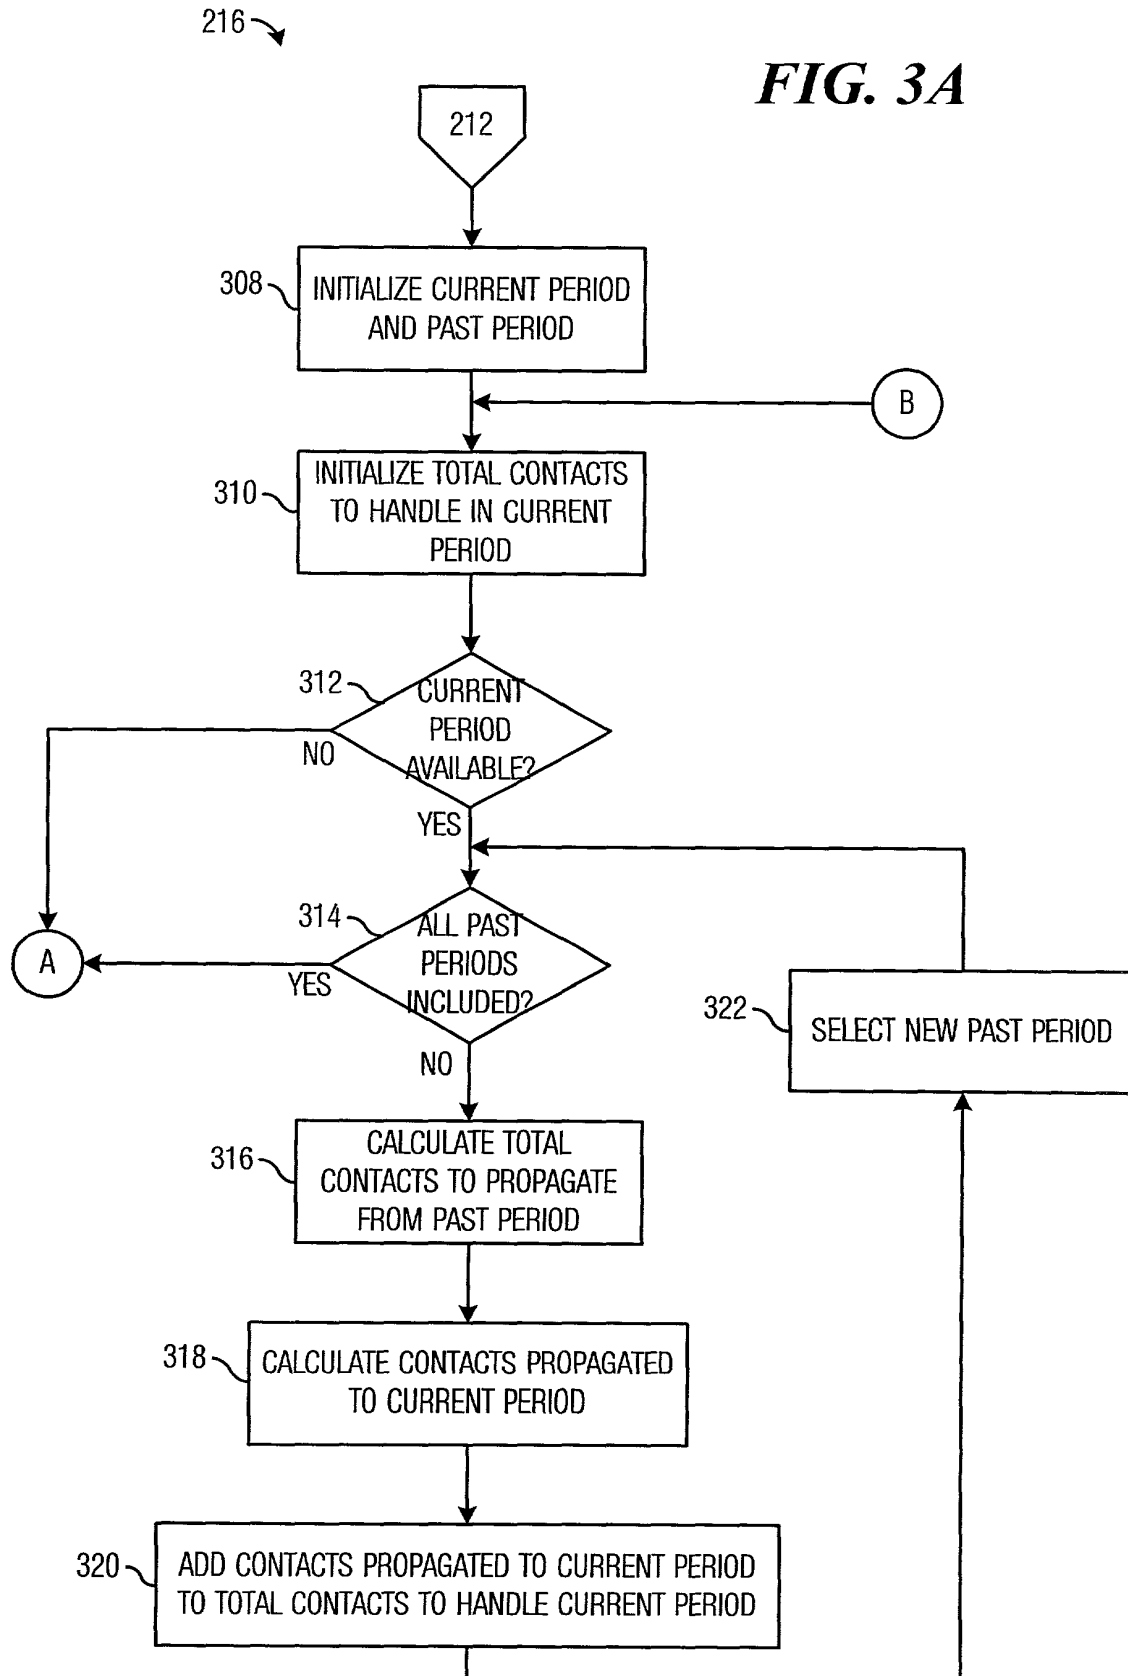 216
FIG. 3A
212
308
INITIALIZE CURRENT PERIOD
AND PAST PERIOD
B
310
INITIALIZE TOTAL CONTACTS
TO HANDLE IN CURRENT
PERIOD
312
CURRENT
PERIOD
AVAILABLE?
NO
YES
314
ALL PAST
PERIODS
INCLUDED?
A
YES
NO
322
SELECT NEW PAST PERIOD
316
CALCULATE TOTAL
CONTACTS TO PROPAGATE
FROM PAST PERIOD
318
CALCULATE CONTACTS PROPAGATED
TO CURRENT PERIOD
320
ADD CONTACTS PROPAGATED TO CURRENT PERIOD
TO TOTAL CONTACTS TO HANDLE CURRENT PERIOD